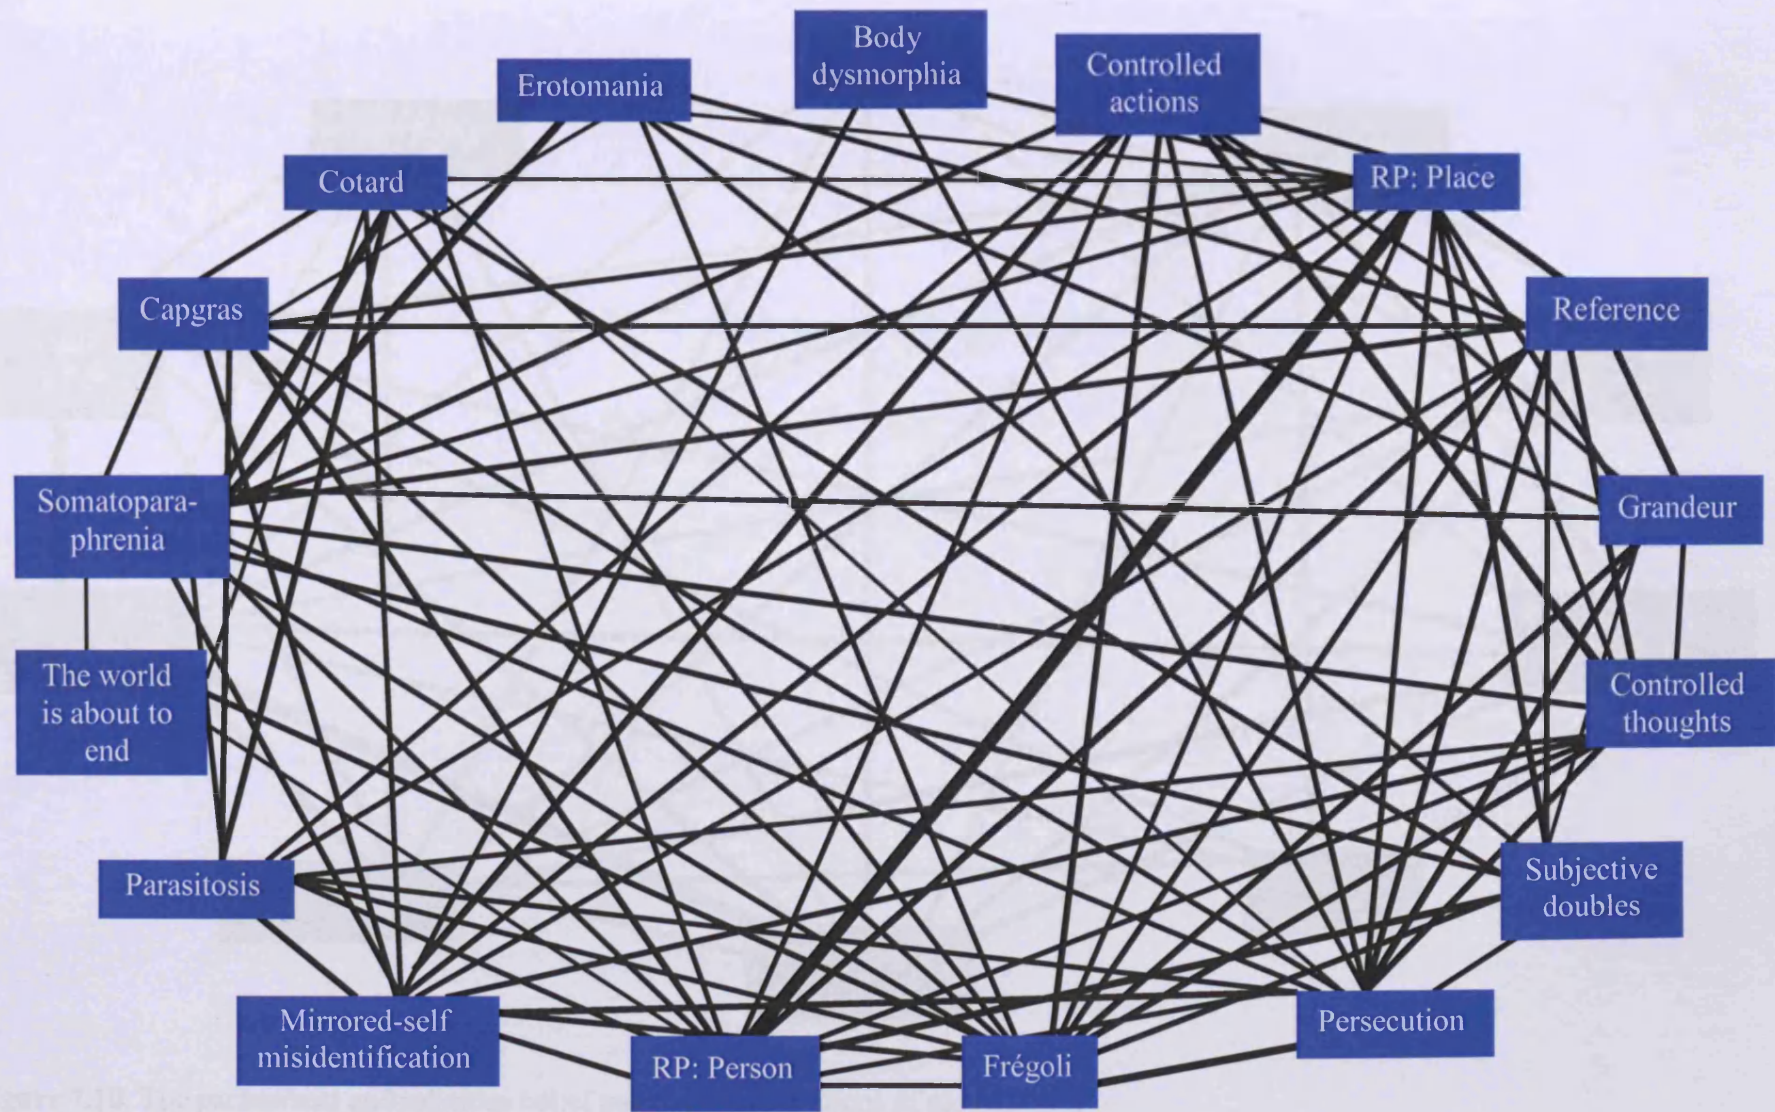 Body
dysmorphia
Controlled
actions
Erotomania
Cotard
RP: Place
Capgras
Reference
Somatopara-
phrenia
Grandeur
The world
is about to
end
Controlled
thoughts
Parasitosis
Subjective
doubles
Mirrored-self
misidentification
RP: Person
Frégoli
Persecution